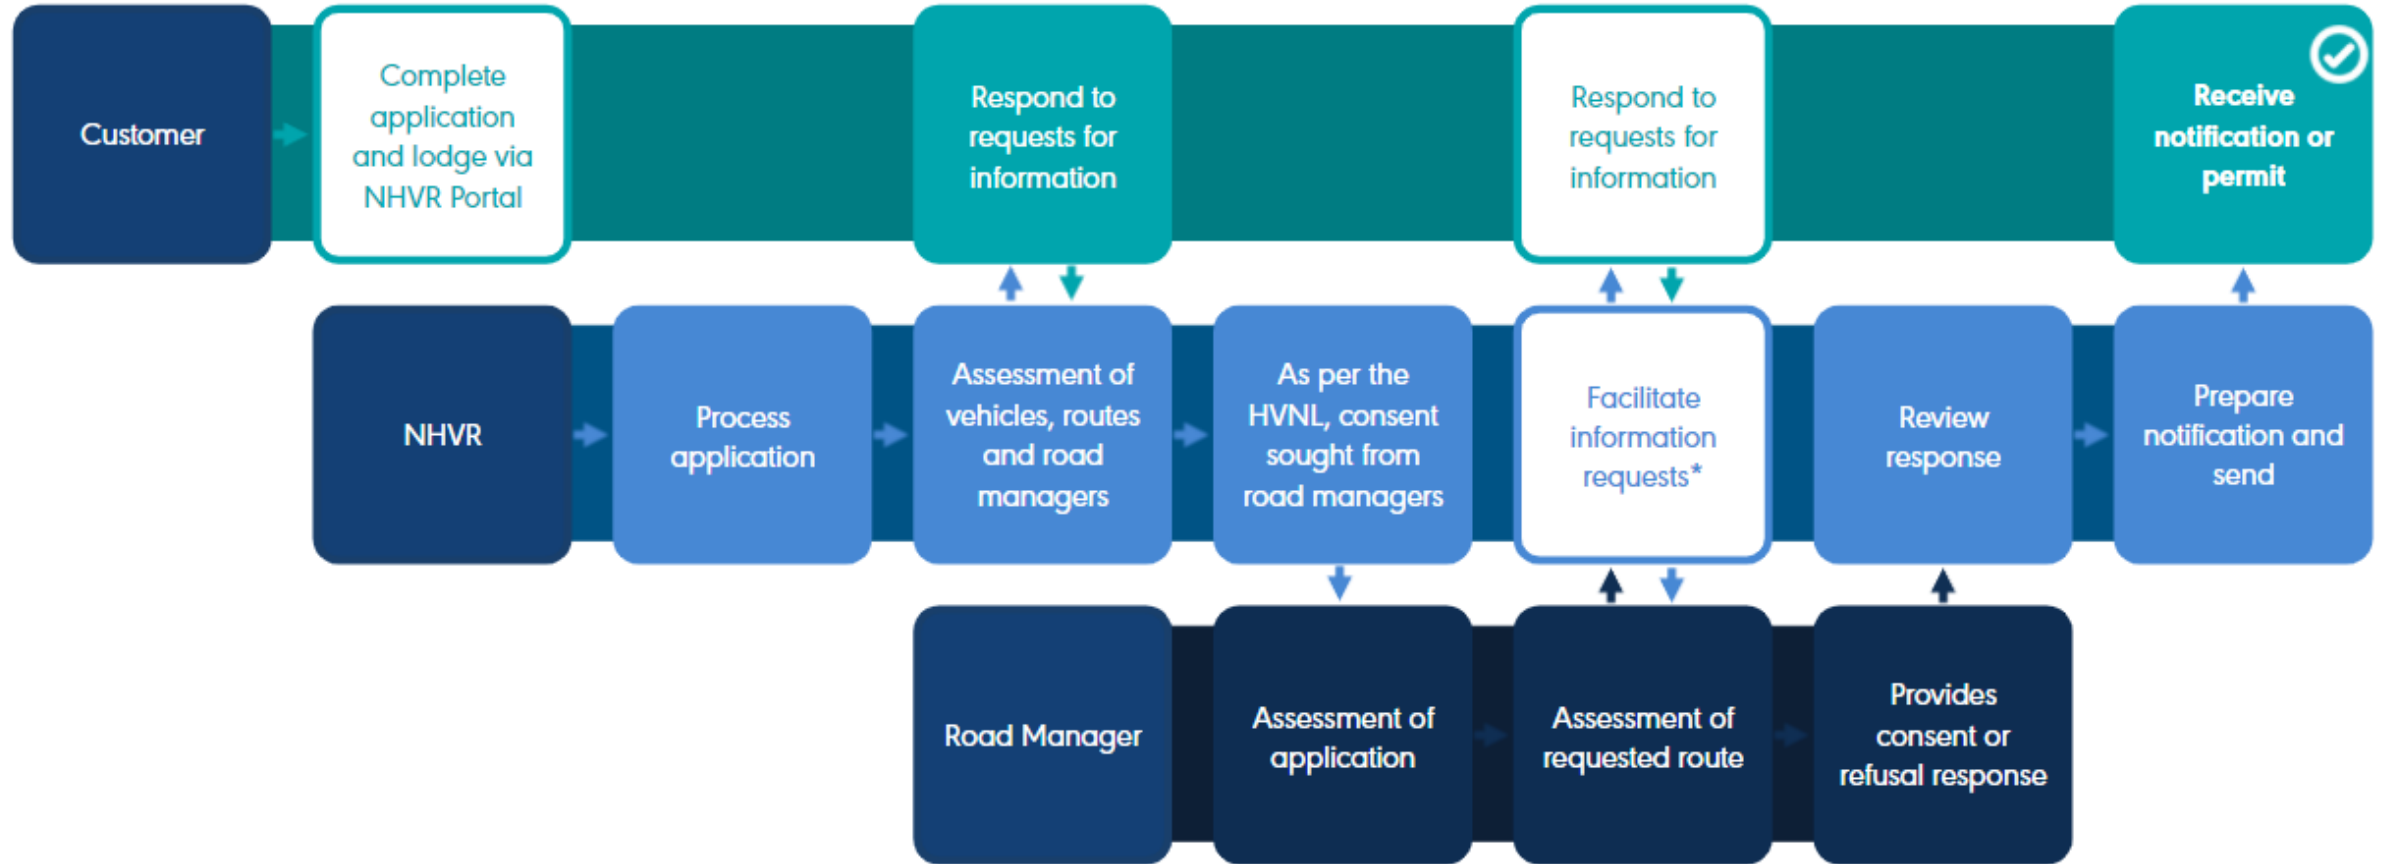 Customer
Complete
application
and lodge via
NHVR Portal
Respond to
requests for
information
Respond to
requests for
information
Receive
notification or
permit
NHVR
Process
application
Assessment of
vehicles, routes
and road
managers
As per the
HVNL, consent
sought from
road managers
Facilitate
information
requests*
Review
response
Prepare
notification and
send
Road Manager
Assessment of
application
Assessment of
requested route
Provides
consent or
refusal response